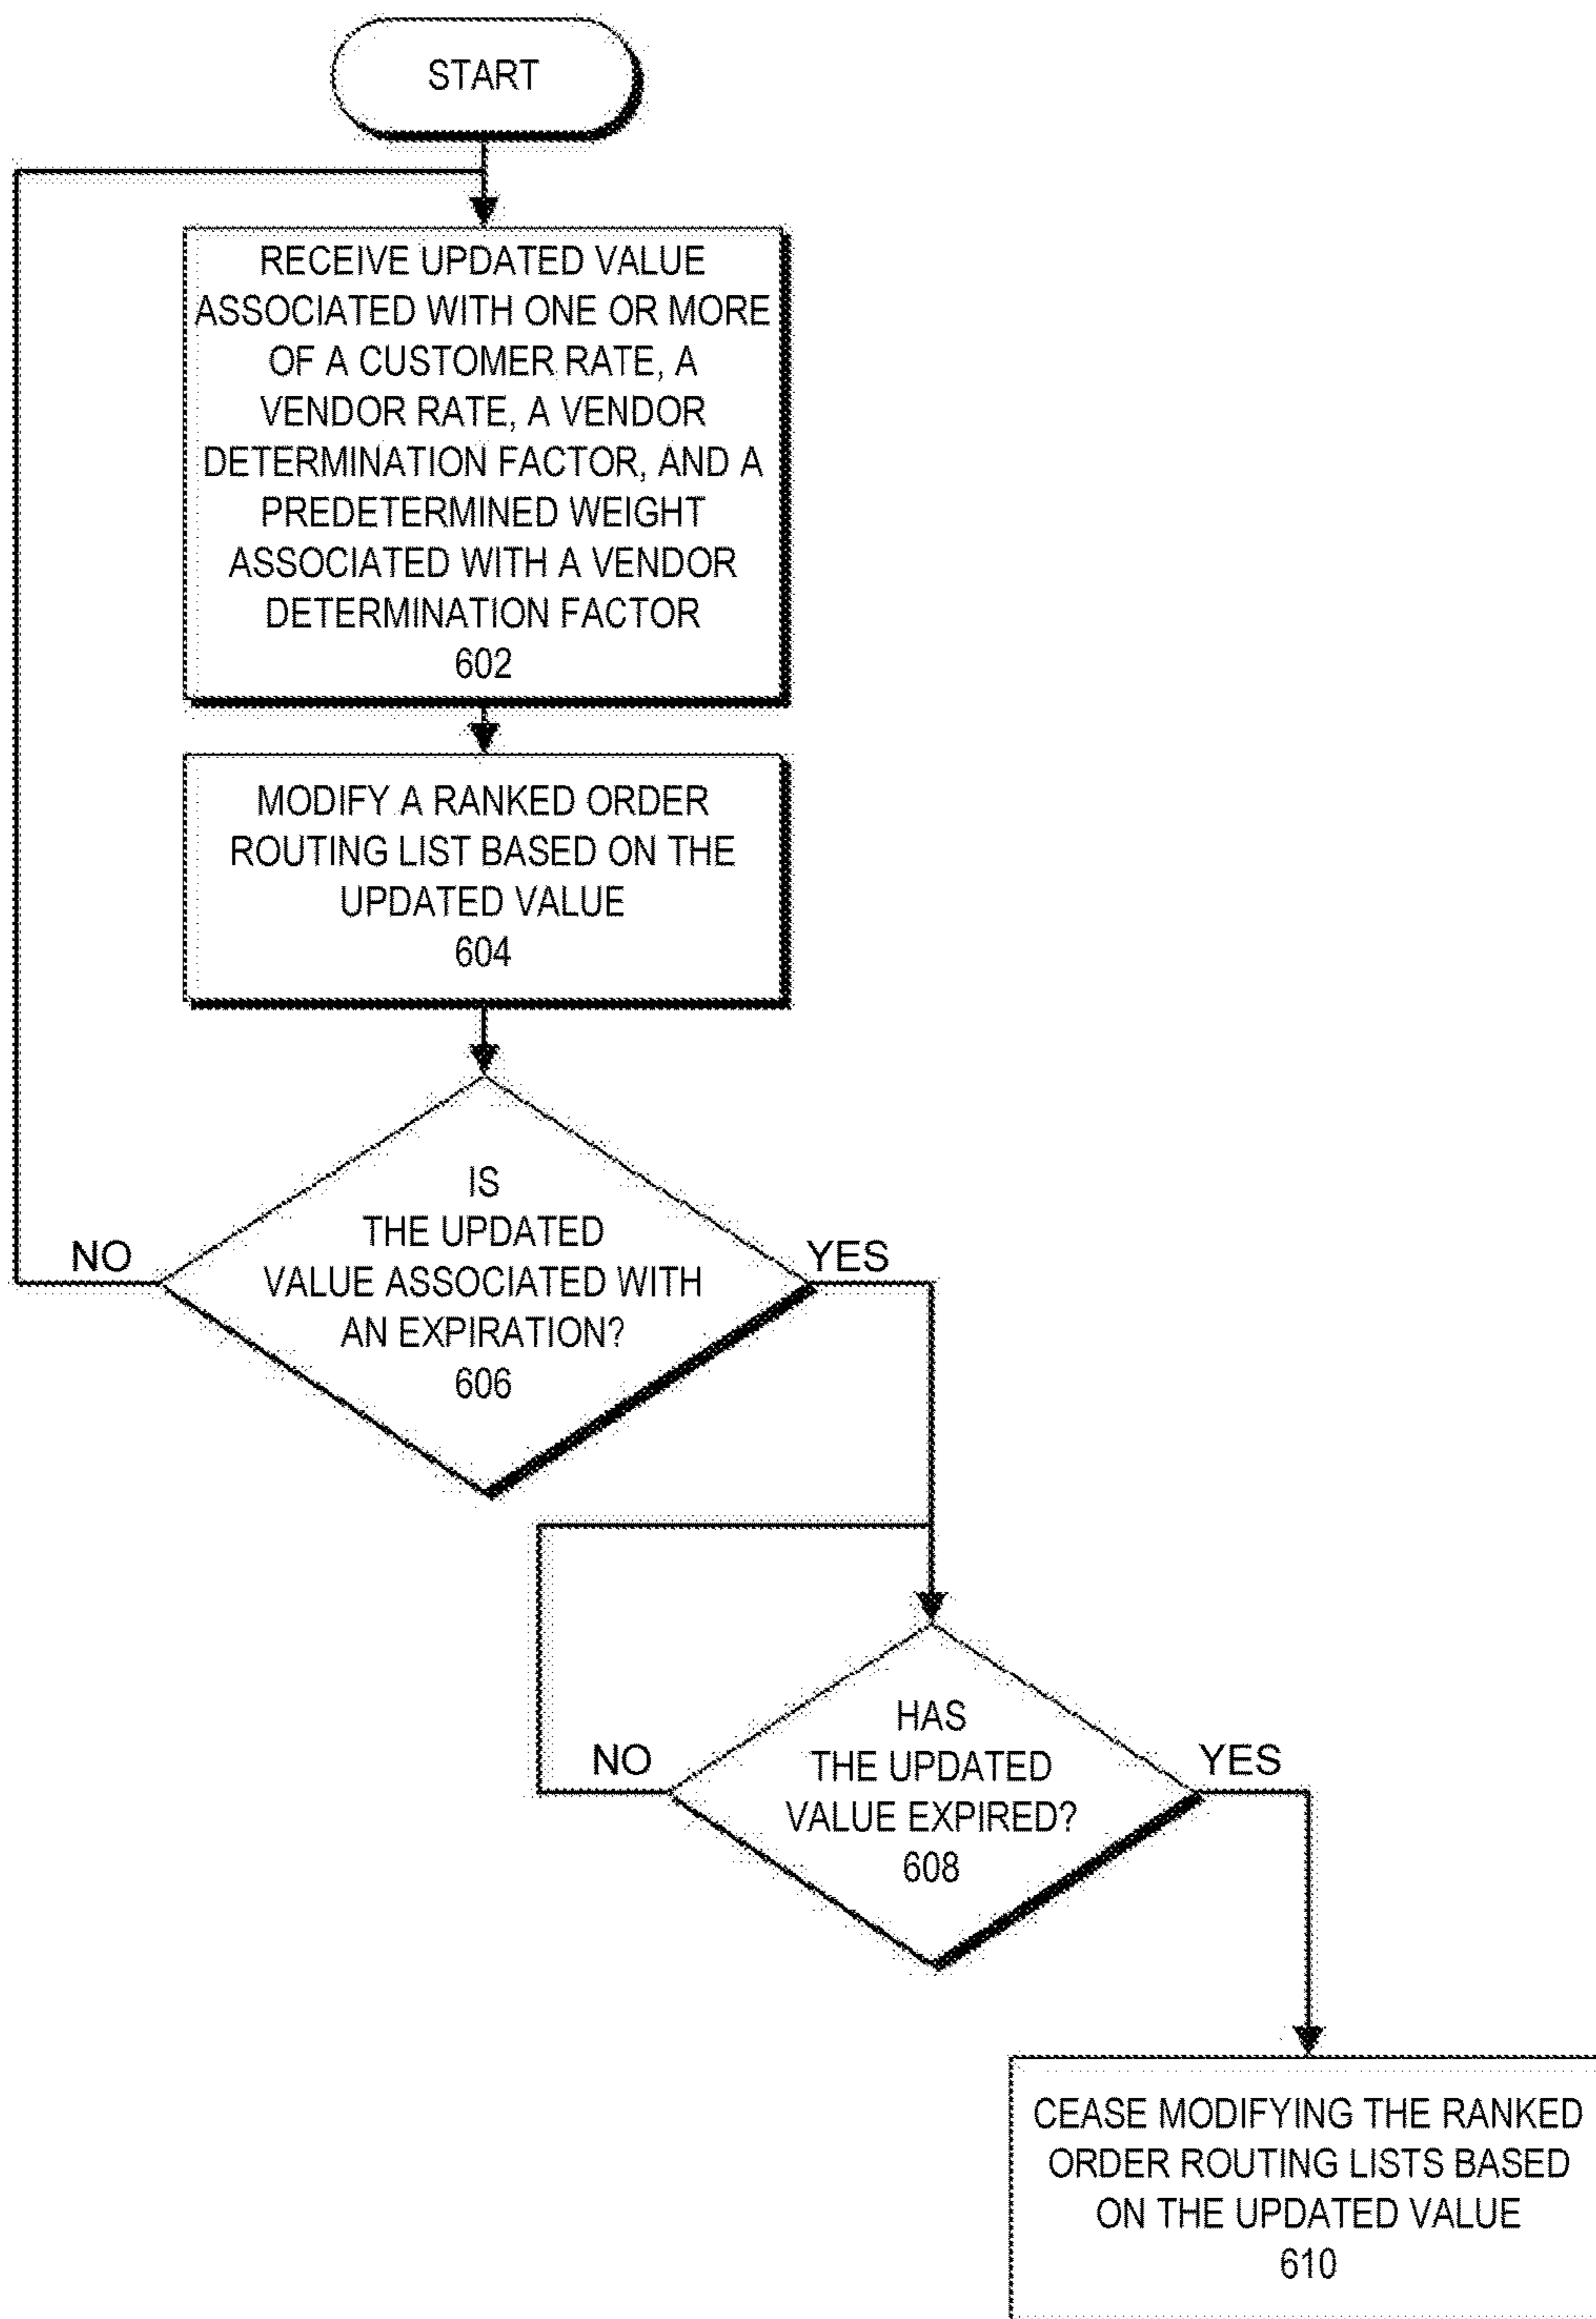 START
RECEIVE UPDATED VALUE
ASSOCIATED WITH ONE OR MORE
OF A CUSTOMER RATE, A
VENDOR RATE, A VENDOR
DETERMINATION FACTOR, AND A
PREDETERMINED WEIGHT
ASSOCIATED WITH A VENDOR
DETERMINATION FACTOR
602
MODIFY A RANKED ORDER
ROUTING LIST BASED ON THE
UPDATED VALUE
604
IS
THE UPDATED
VALUE ASSOCIATED WITH
AN EXPIRATION?
606
NO
YES
HAS
THE UPDATED
VALUE EXPIRED?
608
NO
YES
CEASE MODIFYING THE RANKED
ORDER ROUTING LISTS BASED
ON THE UPDATED VALUE
610